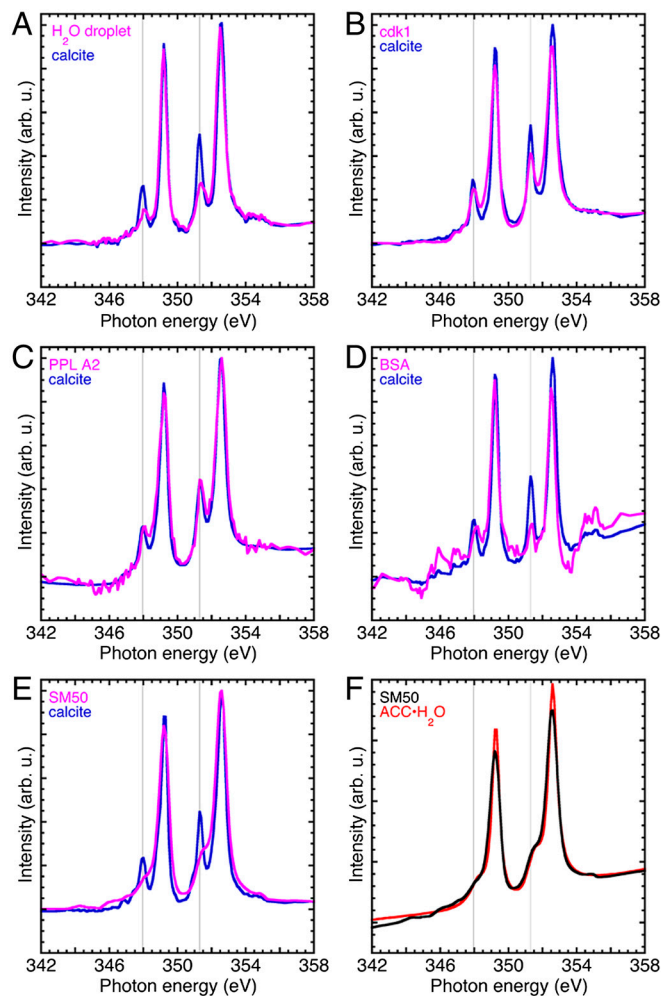 A
H₂O droplet
calcite
Intensity (arb. u.)
342 346 350 354 358
Photon energy (eV)
B
cdk1
calcite
Intensity (arb. u.)
342 346 350 354 358
Photon energy (eV)
C
PPL A2
calcite
Intensity (arb. u.)
342 346 350 354 358
Photon energy (eV)
D
BSA
calcite
Intensity (arb. u.)
342 346 350 354 358
Photon energy (eV)
E
SM50
calcite
Intensity (arb. u.)
342 346 350 354 358
Photon energy (eV)
F
SM50
ACC•H₂O
Intensity (arb. u.)
342 346 350 354 358
Photon energy (eV)